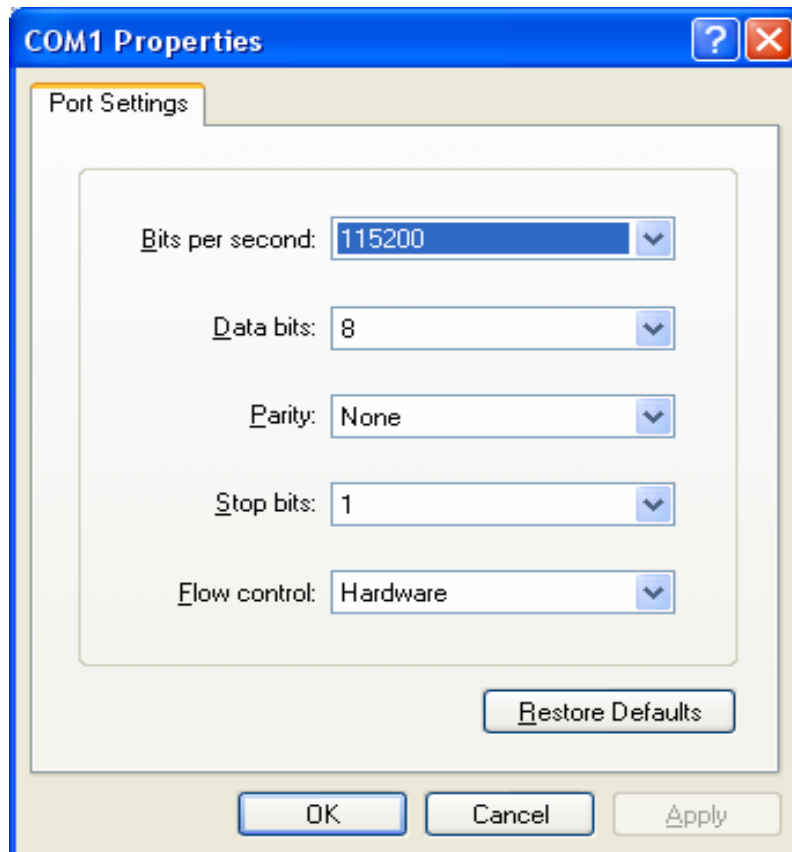 COM1 Properties
Port Settings
Bits per second: 115200
Data bits: 8
Parity: None
Stop bits: 1
Flow control: Hardware
Restore Defaults
OK Cancel Apply